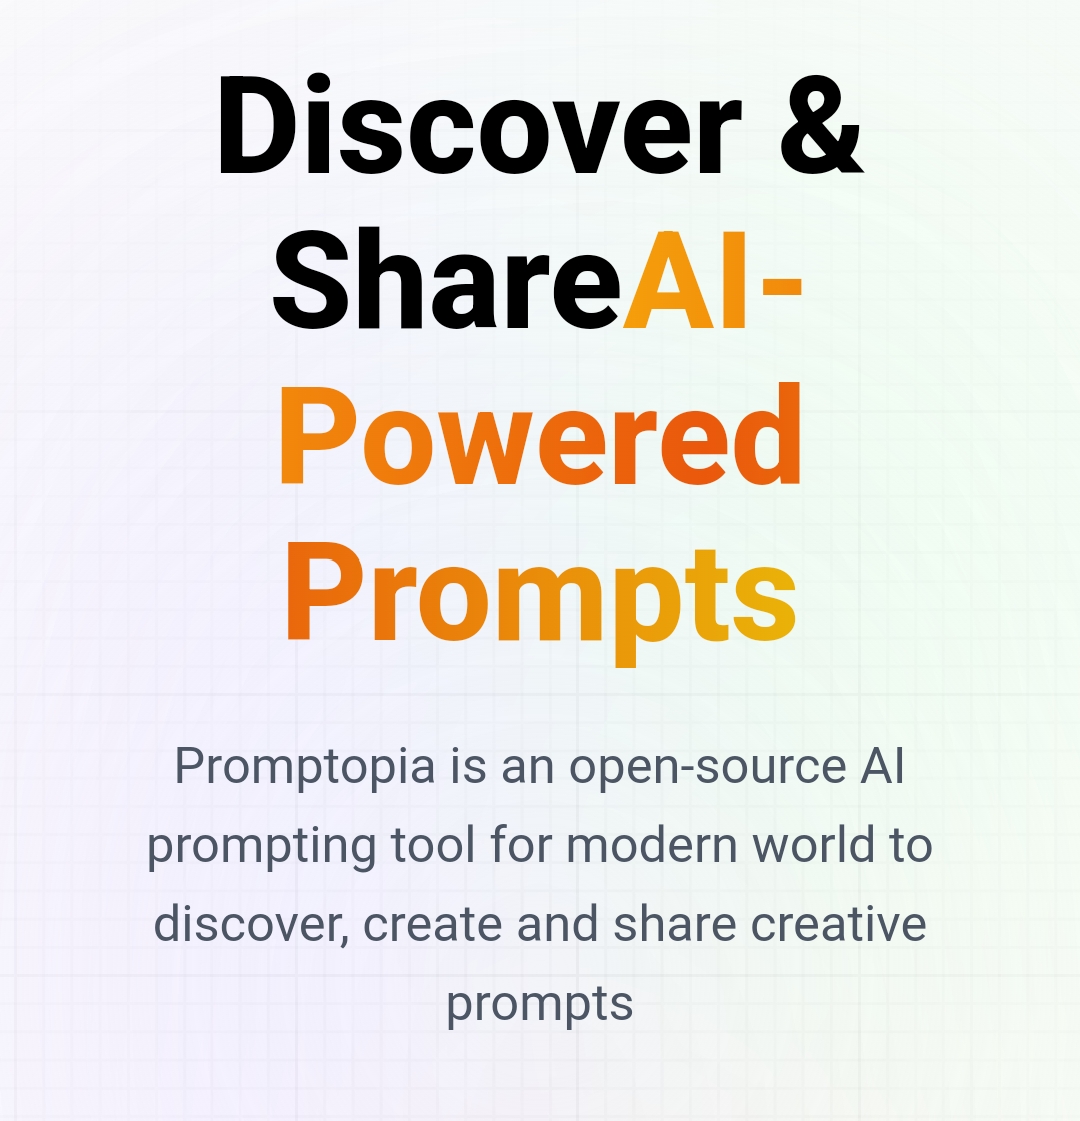 Discover &
ShareAI-
Powered
Prompts
Promptopia is an open-source AI
prompting tool for modern world to
discover, create and share creative
prompts